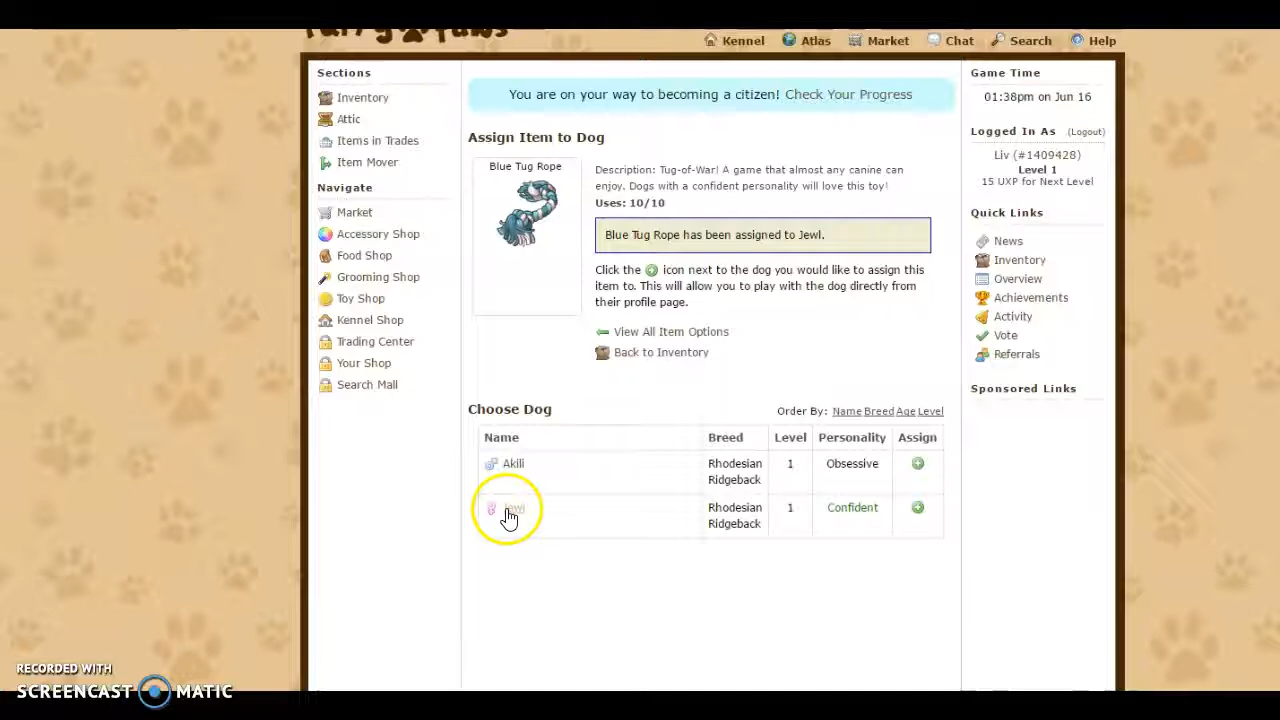 Furry Paws
Kennel Atlas Market Chat Search Help
Sections
Inventory
Attic
Items in Trades
Item Mover
Navigate
Market
Accessory Shop
Food Shop
Grooming Shop
Toy Shop
Kennel Shop
Trading Center
Your Shop
Search Mall
You are on your way to becoming a citizen! Check Your Progress
Assign Item to Dog
Blue Tug Rope
Description: Tug-of-War! A game that almost any canine can
enjoy. Dogs with a confident personality will love this toy!
Uses: 10/10
Blue Tug Rope has been assigned to Jewl.
Click the icon next to the dog you would like to assign this
item to. This will allow you to play with the dog directly from
their profile page.
View All Item Options
Back to Inventory
Choose Dog
Order By: Name Breed Age Level
Name Breed Level Personality Assign
Akili Rhodesian Ridgeback 1 Obsessive
Jewl Rhodesian Ridgeback 1 Confident
Game Time
01:38pm on Jun 16
Logged In As (Logout)
Liv (#1409428)
Level 1
15 UXP for Next Level
Quick Links
News
Inventory
Overview
Achievements
Activity
Vote
Referrals
Sponsored Links
RECORDED WITH
SCREENCAST MATIC